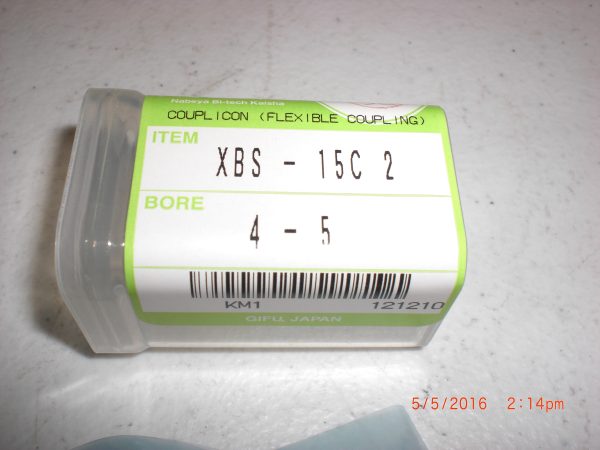 Nabeya Bi-tech Kaisha
COUPLICON (FLEXIBLE COUPLING)
ITEM
XBS - 15C 2
BORE
4 - 5
KM1 121210
GIFU, JAPAN
5/5/2016 2:14pm